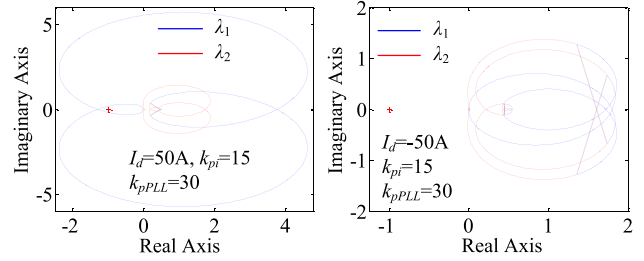 λ1
λ2
Imaginary Axis
5
0
-5
-2
0
2
4
Real Axis
Id=50A, kpi=15
kpPLL=30
λ1
λ2
Imaginary Axis
2
1
0
-1
-2
-1
0
1
2
Real Axis
Id=-50A
kpi=15
kpPLL=30